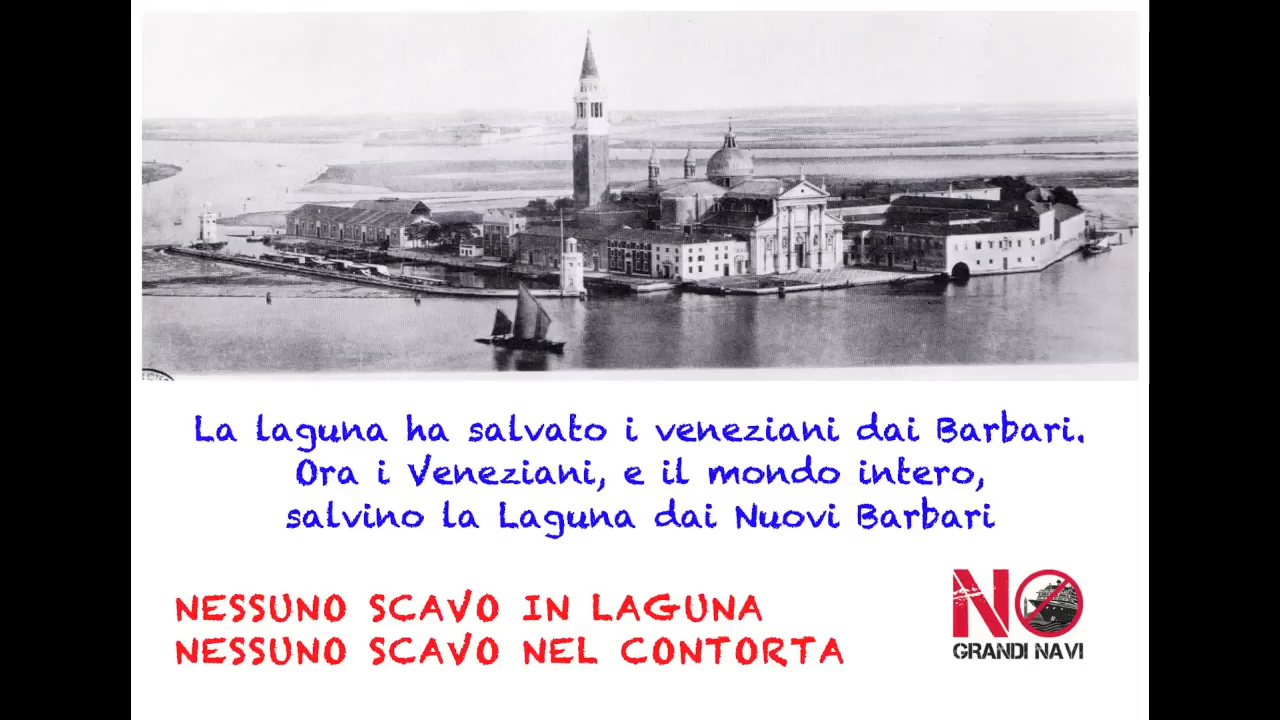 La laguna ha salvato i veneziani dai Barbari.
Ora i Veneziani, e il mondo intero,
salvino la Laguna dai Nuovi Barbari
NESSUNO SCAVO IN LAGUNA
NESSUNO SCAVO NEL CONTORTA
NO
GRANDI NAVI